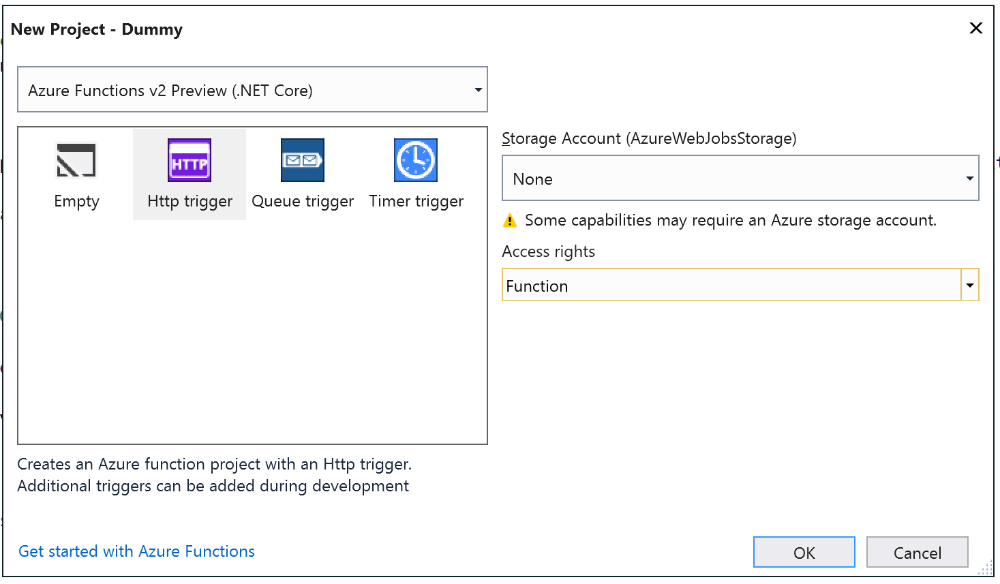 New Project - Dummy
Azure Functions v2 Preview (.NET Core)
Empty
HTTP
Http trigger
Queue trigger
Timer trigger
Creates an Azure function project with an Http trigger.
Additional triggers can be added during development
Storage Account (AzureWebJobsStorage)
None
Some capabilities may require an Azure storage account.
Access rights
Function
Get started with Azure Functions
OK
Cancel